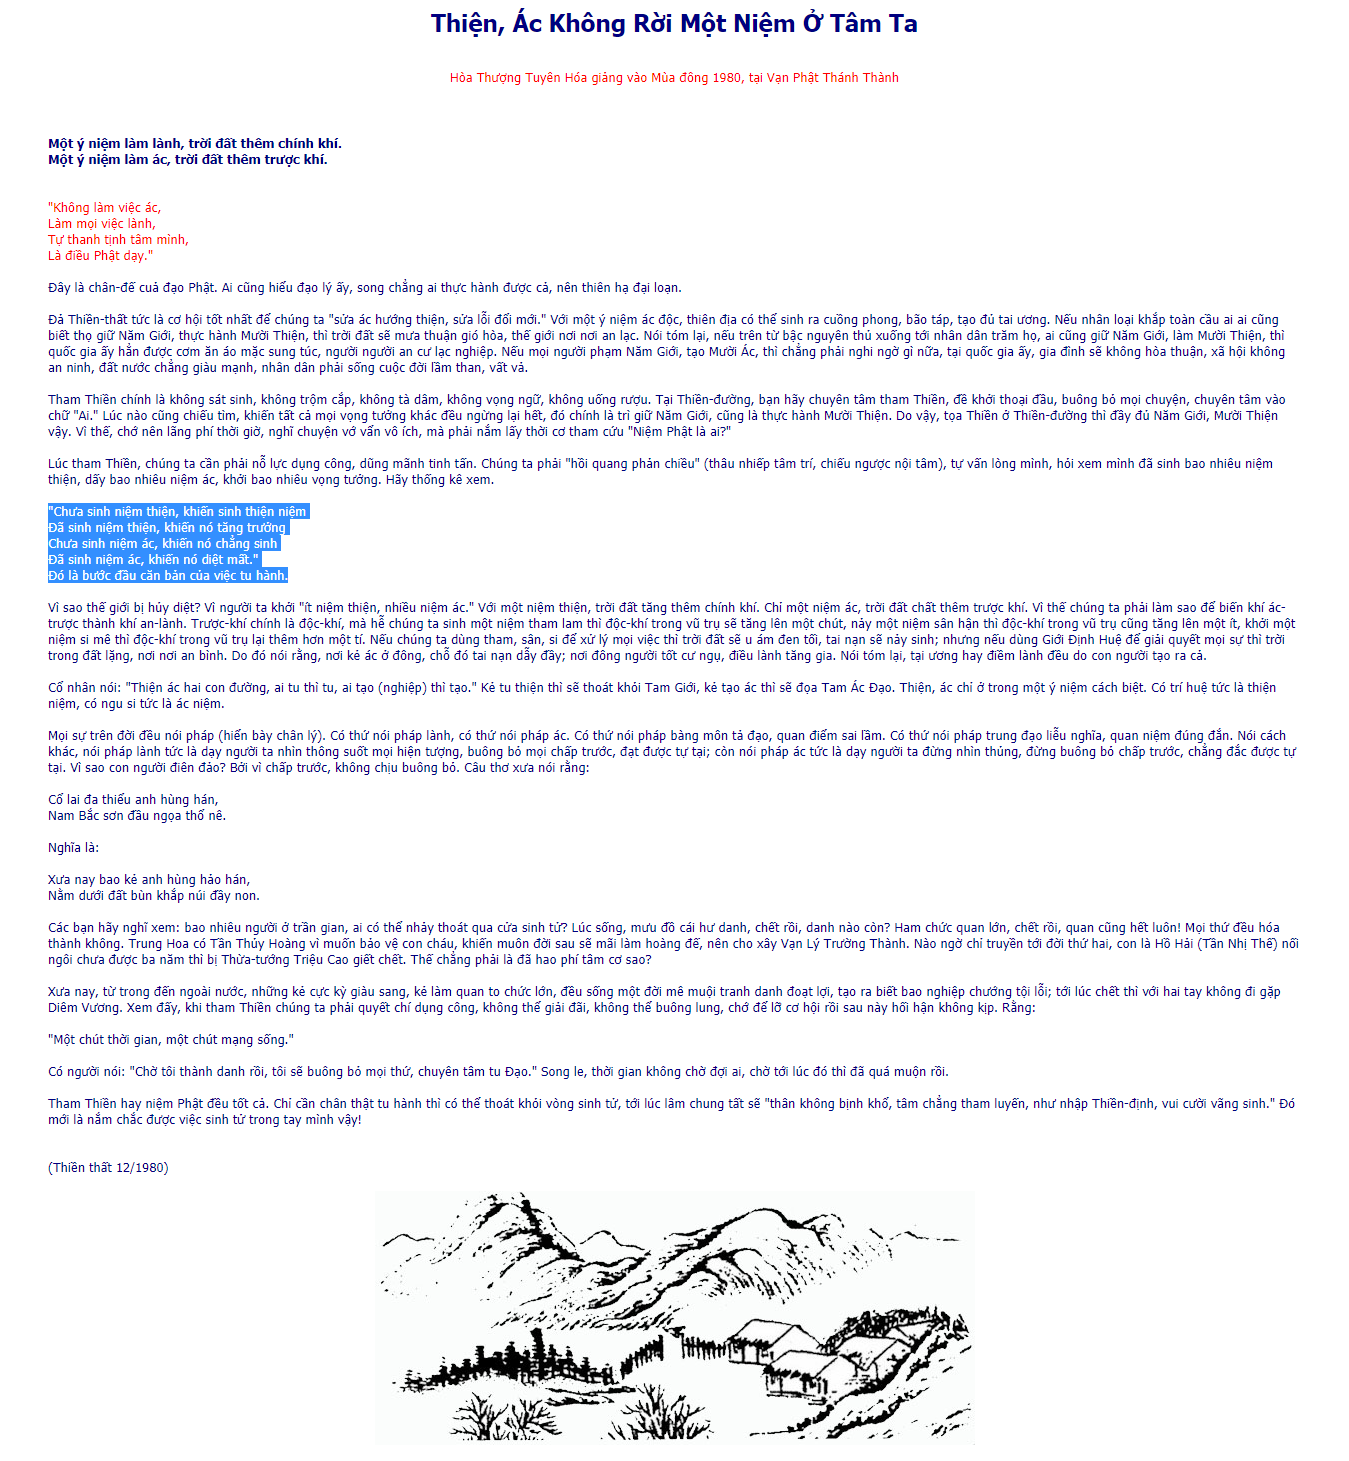 Thiện, Ác Không Rời Một Niệm Ở Tâm Ta
Hòa Thượng Tuyên Hóa giảng vào Mùa đông 1980, tại Vạn Phật Thánh Thành
Một ý niệm làm lành, trời đất thêm chính khí.
Một ý niệm làm ác, trời đất thêm trược khí.
"Không làm việc ác,
Làm mọi việc lành,
Tự thanh tịnh tâm mình,
Là điều Phật dạy."
Đây là chân-đế cuả đạo Phật. Ai cũng hiểu đạo lý ấy, song chẳng ai thực hành được cả, nên thiên hạ đại loạn.
Đả Thiền-thất tức là cơ hội tốt nhất để chúng ta "sửa ác hướng thiện, sửa lỗi đổi mới." Với một ý niệm ác độc, thiên địa có thể sinh ra cuồng phong, bão táp, tạo đủ tai ương. Nếu nhân loại khắp toàn cầu ai ai cũng
biết thọ giữ Năm Giới, thực hành Mười Thiện, thì trời đất sẽ mưa thuận gió hòa, thế giới nơi nơi an lạc. Nói tóm lại, nếu trên từ bậc nguyên thủ xuống tới nhân dân trăm họ, ai cũng giữ Năm Giới, làm Mười Thiện, thì
quốc gia ấy hẳn được cơm ăn áo mặc sung túc, người người an cư lạc nghiệp. Nếu mọi người phạm Năm Giới, tạo Mười Ác, thì chẳng phải nghi ngờ gì nữa, tại quốc gia ấy, gia đình sẽ không hòa thuận, xã hội không
an ninh, đất nước chẳng giàu mạnh, nhân dân phải sống cuộc đời lầm than, vất vả.
Tham Thiền chính là không sát sinh, không trộm cắp, không tà dâm, không vọng ngữ, không uống rượu. Tại Thiền-đường, bạn hãy chuyên tâm tham Thiền, đề khởi thoại đầu, buông bỏ mọi chuyện, chuyên tâm vào
chữ "Ai." Lúc nào cũng chiếu tìm, khiến tất cả mọi vọng tưởng khác đều ngừng lại hết, đó chính là trì giữ Năm Giới, cũng là thực hành Mười Thiện. Do vậy, tọa Thiền ở Thiền-đường thì đầy đủ Năm Giới, Mười Thiện
vậy. Vì thế, chớ nên lãng phí thời giờ, nghĩ chuyện vớ vẩn vô ích, mà phải nắm lấy thời cơ tham cứu "Niệm Phật là ai?"
Lúc tham Thiền, chúng ta cần phải nỗ lực dụng công, dũng mãnh tinh tấn. Chúng ta phải "hồi quang phản chiếu" (thâu nhiếp tâm trí, chiếu ngược nội tâm), tự vấn lòng mình, hỏi xem mình đã sinh bao nhiêu niệm
thiện, dấy bao nhiêu niệm ác, khởi bao nhiêu vọng tưởng. Hãy thống kê xem.
"Chưa sinh niệm thiện, khiến sinh thiện niệm
Đã sinh niệm thiện, khiến nó tăng trưởng
Chưa sinh niệm ác, khiến nó chẳng sinh
Đã sinh niệm ác, khiến nó diệt mất."
Đó là bước đầu căn bản của việc tu hành.
Vì sao thế giới bị hủy diệt? Vì người ta khởi "ít niệm thiện, nhiều niệm ác." Với một niệm thiện, trời đất tăng thêm chính khí. Chỉ một niệm ác, trời đất chất thêm trược khí. Vì thế chúng ta phải làm sao để biến khí ác-
trược thành khí an-lành. Trược-khí chính là độc-khí, mà hễ chúng ta sinh một niệm tham lam thì độc-khí trong vũ trụ sẽ tăng lên một chút, nảy một niệm sân hận thì độc-khí trong vũ trụ cũng tăng lên một ít, khởi một
niệm si mê thì độc-khí trong vũ trụ lại thêm hơn một tí. Nếu chúng ta dùng tham, sân, si để xử lý mọi việc thì trời đất sẽ u ám đen tối, tai nạn sẽ nảy sinh; nhưng nếu dùng Giới Định Huệ để giải quyết mọi sự thì trời
trong đất lặng, nơi nơi an bình. Do đó nói rằng, nơi kẻ ác ở đông, chỗ đó tai nạn dẫy đầy; nơi đông người tốt cư ngụ, điều lành tăng gia. Nói tóm lại, tại ương hay điềm lành đều do con người tạo ra cả.
Cổ nhân nói: "Thiện ác hai con đường, ai tu thì tu, ai tạo (nghiệp) thì tạo." Kẻ tu thiện thì sẽ thoát khỏi Tam Giới, kẻ tạo ác thì sẽ đọa Tam Ác Đạo. Thiện, ác chỉ ở trong một ý niệm cách biệt. Có trí huệ tức là thiện
niệm, có ngu si tức là ác niệm.
Mọi sự trên đời đều nói pháp (hiển bày chân lý). Có thứ nói pháp lành, có thứ nói pháp ác. Có thứ nói pháp bàng môn tả đạo, quan điểm sai lầm. Có thứ nói pháp trung đạo liễu nghĩa, quan niệm đúng đắn. Nói cách
khác, nói pháp lành tức là dạy người ta nhìn thông suốt mọi hiện tượng, buông bỏ mọi chấp trước, đạt được tự tại; còn nói pháp ác tức là dạy người ta đừng nhìn thủng, đừng buông bỏ chấp trước, chẳng đắc được tự
tại. Vì sao con người điên đảo? Bởi vì chấp trước, không chịu buông bỏ. Câu thơ xưa nói rằng:
Cổ lai đa thiểu anh hùng hán,
Nam Bắc sơn đầu ngọa thổ nê.
Nghĩa là:
Xưa nay bao kẻ anh hùng hảo hán,
Nằm dưới đất bùn khắp núi đầy non.
Các bạn hãy nghĩ xem: bao nhiêu người ở trần gian, ai có thể nhảy thoát qua cửa sinh tử? Lúc sống, mưu đồ cái hư danh, chết rồi, danh nào còn? Ham chức quan lớn, chết rồi, quan cũng hết luôn! Mọi thứ đều hóa
thành không. Trung Hoa có Tần Thủy Hoàng vì muốn bảo vệ con cháu, khiến muôn đời sau sẽ mãi làm hoàng đế, nên cho xây Vạn Lý Trường Thành. Nào ngờ chỉ truyền tới đời thứ hai, con là Hồ Hải (Tần Nhị Thế) nối
ngôi chưa được ba năm thì bị Thừa-tướng Triệu Cao giết chết. Thế chẳng phải là đã hao phí tâm cơ sao?
Xưa nay, từ trong đến ngoài nước, những kẻ cực kỳ giàu sang, kẻ làm quan to chức lớn, đều sống một đời mê muội tranh danh đoạt lợi, tạo ra biết bao nghiệp chướng tội lỗi; tới lúc chết thì với hai tay không đi gặp
Diêm Vương. Xem đấy, khi tham Thiền chúng ta phải quyết chí dụng công, không thể giải đãi, không thể buông lung, chớ để lỡ cơ hội rồi sau này hối hận không kịp. Rằng:
"Một chút thời gian, một chút mạng sống."
Có người nói: "Chờ tôi thành danh rồi, tôi sẽ buông bỏ mọi thứ, chuyên tâm tu Đạo." Song le, thời gian không chờ đợi ai, chờ tới lúc đó thì đã quá muộn rồi.
Tham Thiền hay niệm Phật đều tốt cả. Chỉ cần chân thật tu hành thì có thể thoát khỏi vòng sinh tử, tới lúc lâm chung tất sẽ "thân không bịnh khổ, tâm chẳng tham luyến, như nhập Thiền-định, vui cười vãng sinh." Đó
mới là nắm chắc được việc sinh tử trong tay mình vậy!
(Thiền thất 12/1980)